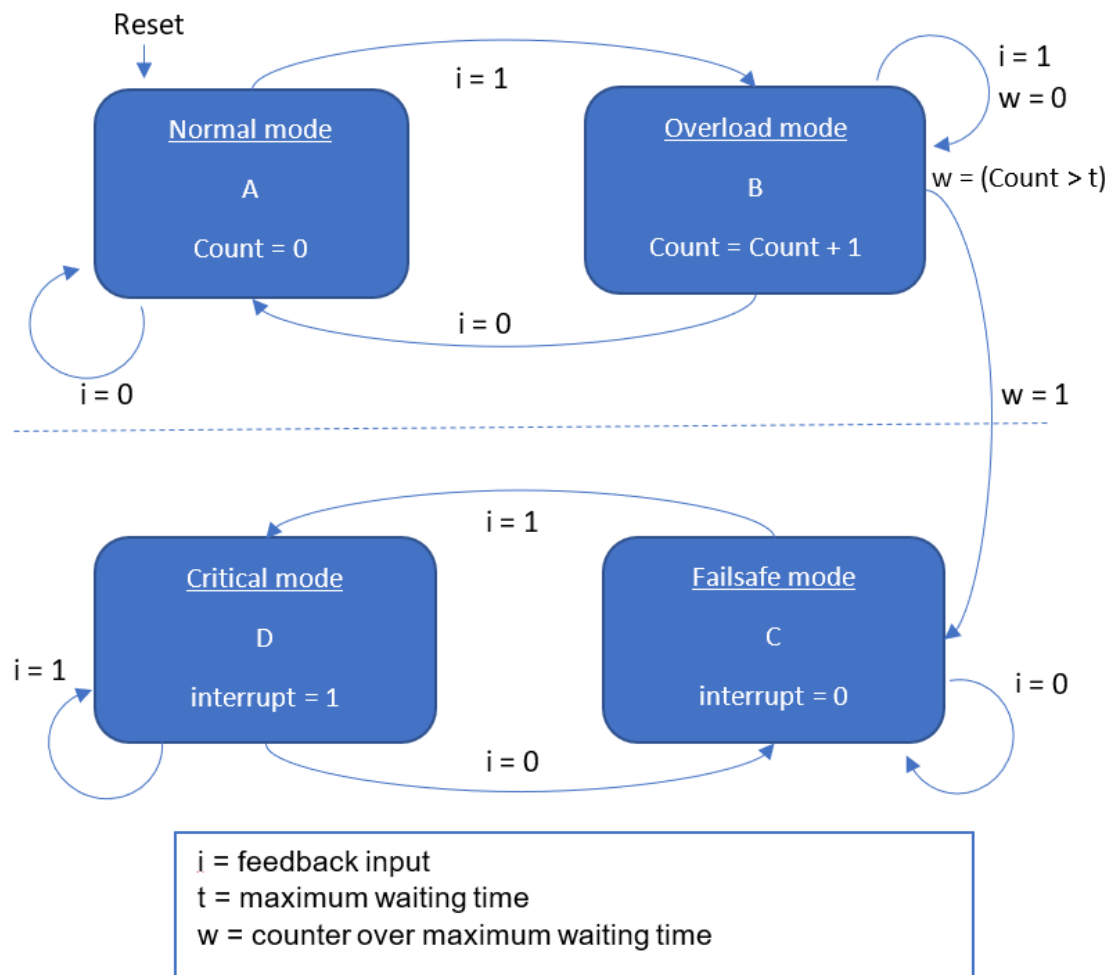 Reset
i = 1
i = 1
w = 0
Normal mode
A
Count = 0
Overload mode
B
Count = Count + 1
w = (Count > t)
i = 0
i = 0
w = 1
i = 1
Critical mode
D
interrupt = 1
Failsafe mode
C
interrupt = 0
i = 1
i = 0
i = 0
i = feedback input
t = maximum waiting time
w = counter over maximum waiting time